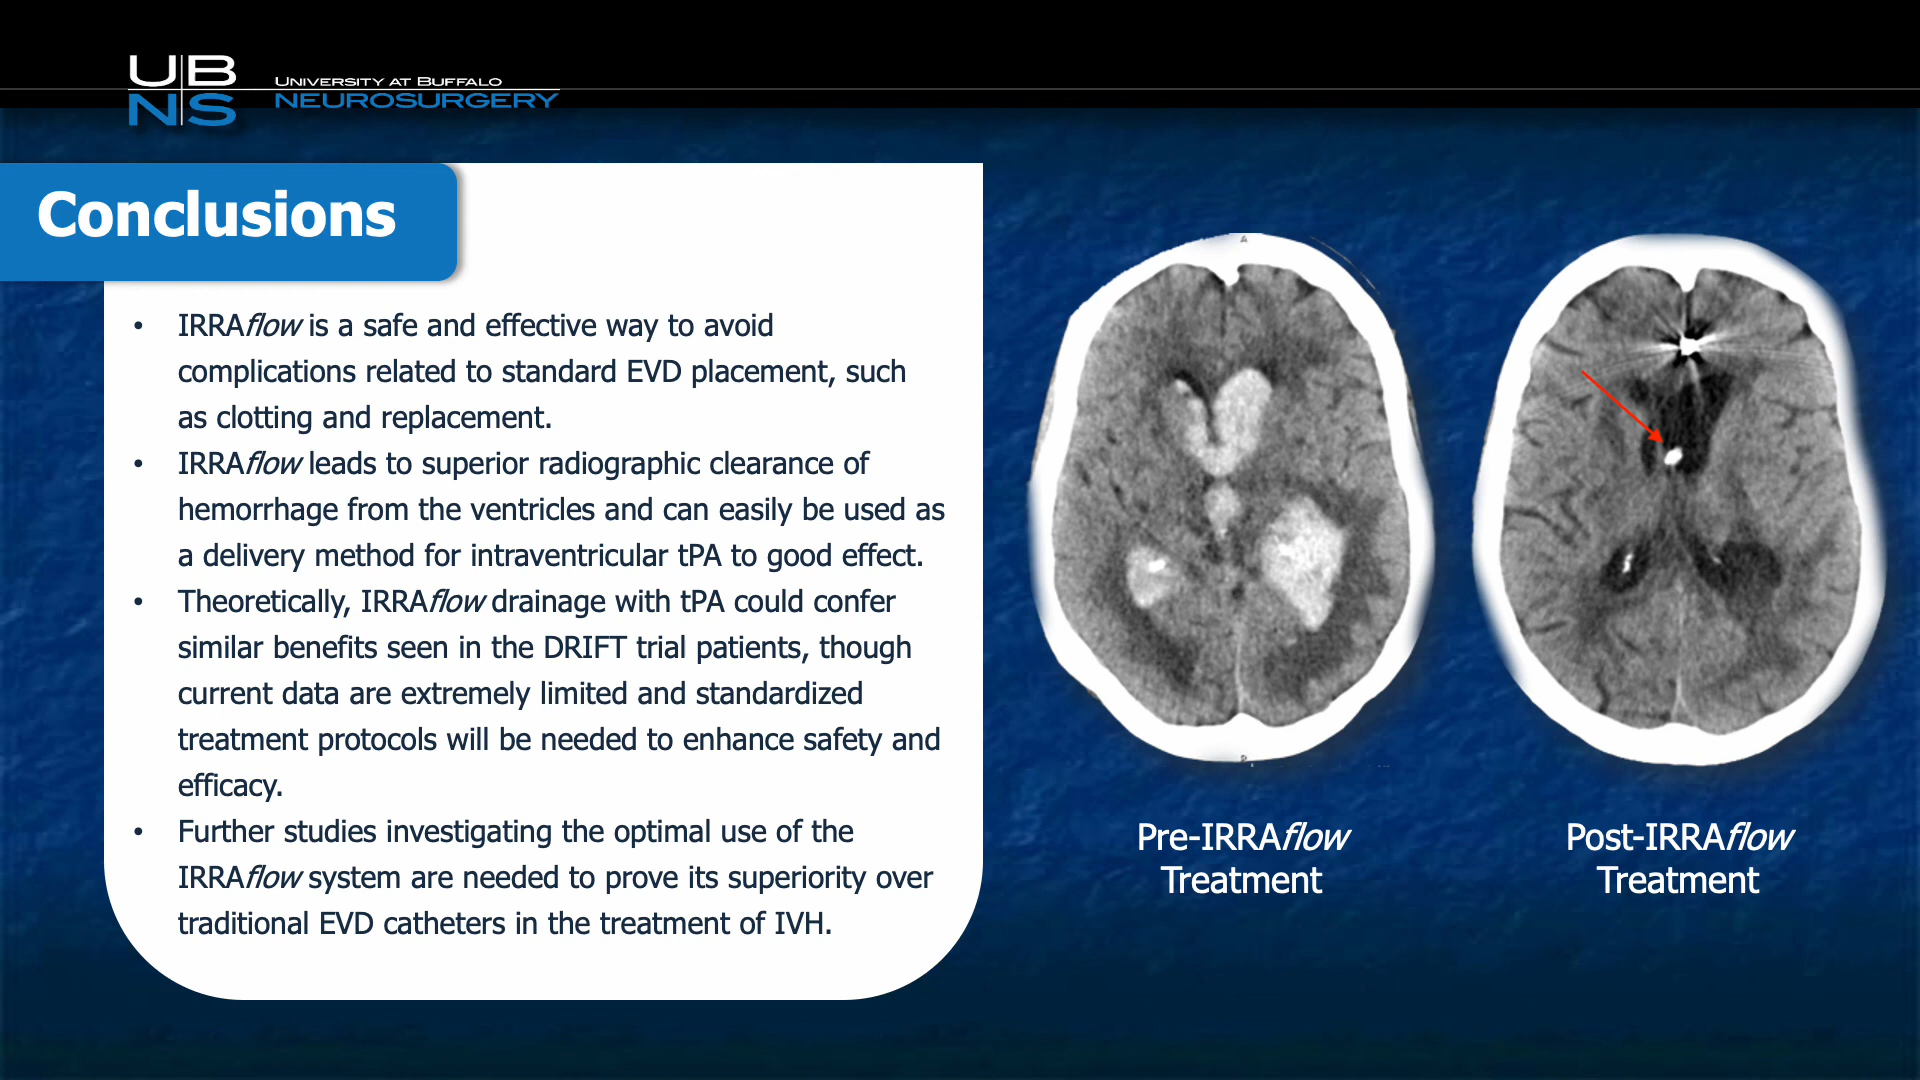 UB
NS
UNIVERSITY AT BUFFALO
NEUROSURGERY
Conclusions
• IRRAflow is a safe and effective way to avoid
complications related to standard EVD placement, such
as clotting and replacement.
• IRRAflow leads to superior radiographic clearance of
hemorrhage from the ventricles and can easily be used as
a delivery method for intraventricular tPA to good effect.
• Theoretically, IRRAflow drainage with tPA could confer
similar benefits seen in the DRIFT trial patients, though
current data are extremely limited and standardized
treatment protocols will be needed to enhance safety and
efficacy.
• Further studies investigating the optimal use of the
IRRAflow system are needed to prove its superiority over
traditional EVD catheters in the treatment of IVH.
A
Pre-IRRAflow
Treatment
Post-IRRAflow
Treatment